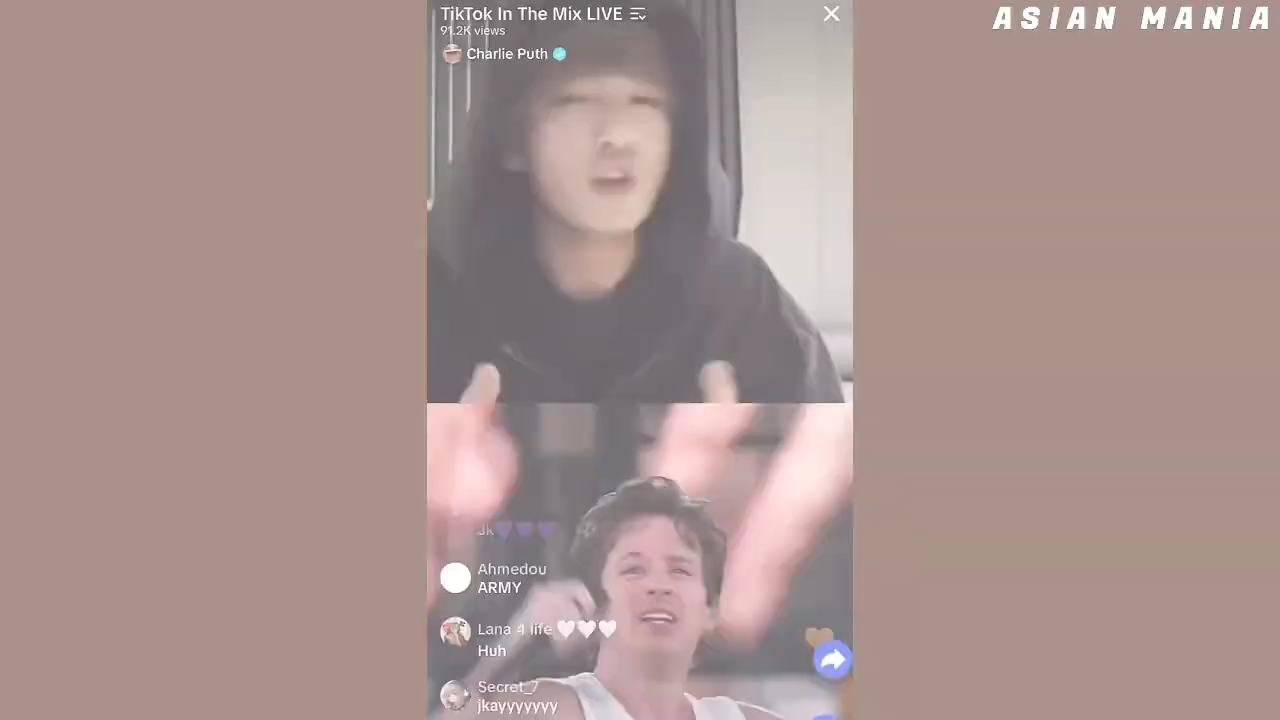 TikTok In The Mix LIVE
91.2K views
Charlie Puth
ASIAN MANIA
Jk💜💜💜
Ahmedou
ARMY
Lana 4 life 🤍🤍🤍
Huh
Secret_7
jkayyyyyyy